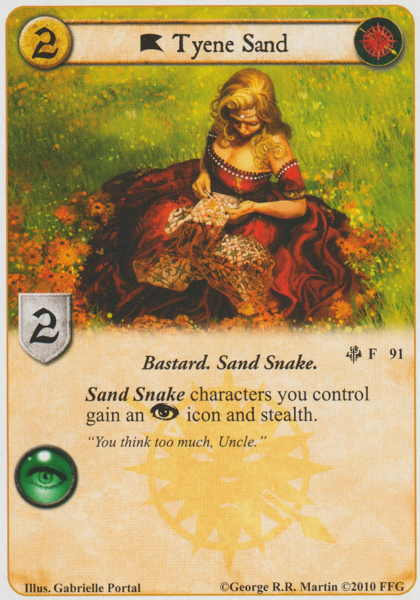 2 Tyene Sand
2
Bastard. Sand Snake.
F 91
Sand Snake characters you control
gain an icon and stealth.
“You think too much, Uncle.”
Illus. Gabrielle Portal
©George R.R. Martin ©2010 FFG